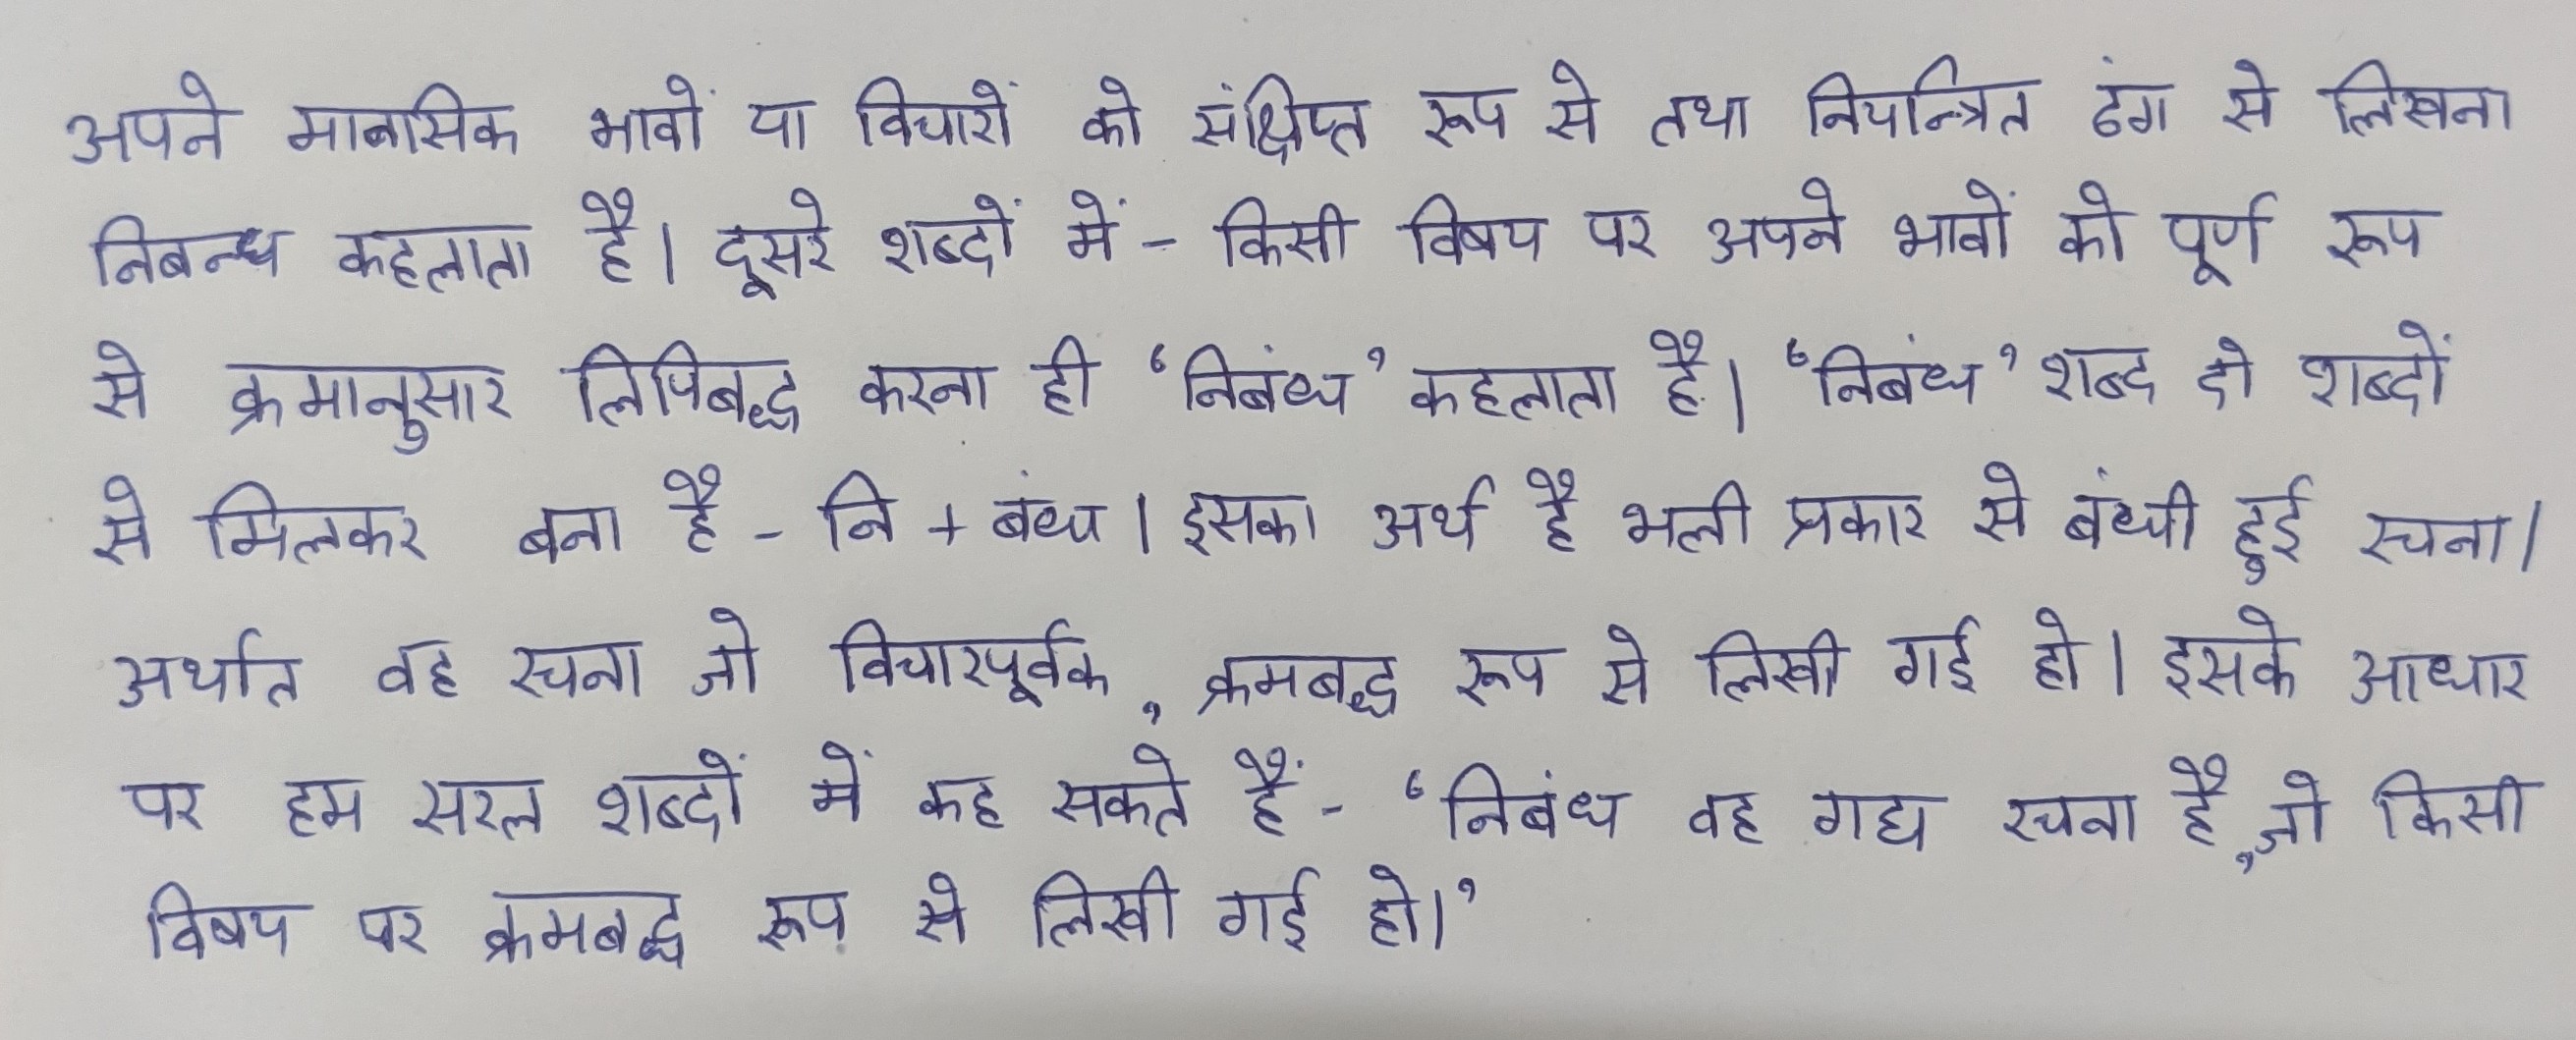 अपने मानसिक भावों या विचारों को संक्षिप्त रूप से तथा नियन्त्रित ढंग से लिखना
निबन्ध कहलाता है। दूसरे शब्दों में - किसी विषय पर अपने भावों को पूर्ण रूप
से क्रमानुसार लिपिबद्ध करना ही ‘निबंध’ कहलाता है। ‘निबंध’ शब्द दो शब्दों
से मिलकर बना है - नि + बंध। इसका अर्थ है भली प्रकार से बंधी हुई रचना।
अर्थात वह रचना जो विचारपूर्वक, क्रमबद्ध रूप से लिखी गई हो। इसके आधार
पर हम सरल शब्दों में कह सकते हैं - ‘निबंध वह गद्य रचना है, जो किसी
विषय पर क्रमबद्ध रूप से लिखी गई हो।’